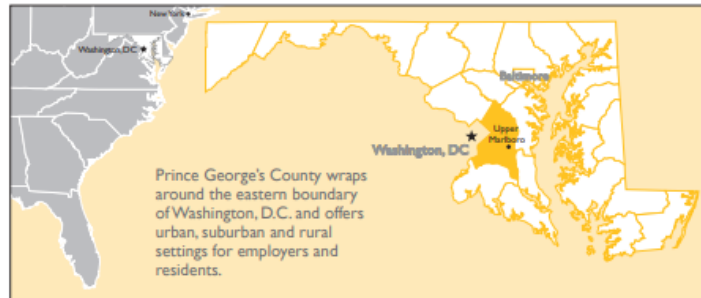 New York
Washington, DC
Baltimore
Upper
Marlboro
Washington, DC
Prince George's County wraps
around the eastern boundary
of Washington, D.C. and offers
urban, suburban and rural
settings for employers and
residents.